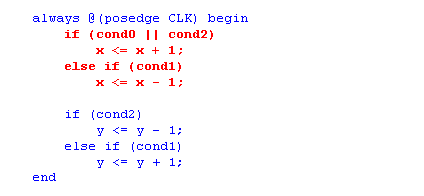 always @(posedge CLK) begin
    if (cond0 || cond2)
        x <= x + 1;
    else if (cond1)
        x <= x - 1;

    if (cond2)
        y <= y - 1;
    else if (cond1)
        y <= y + 1;
end